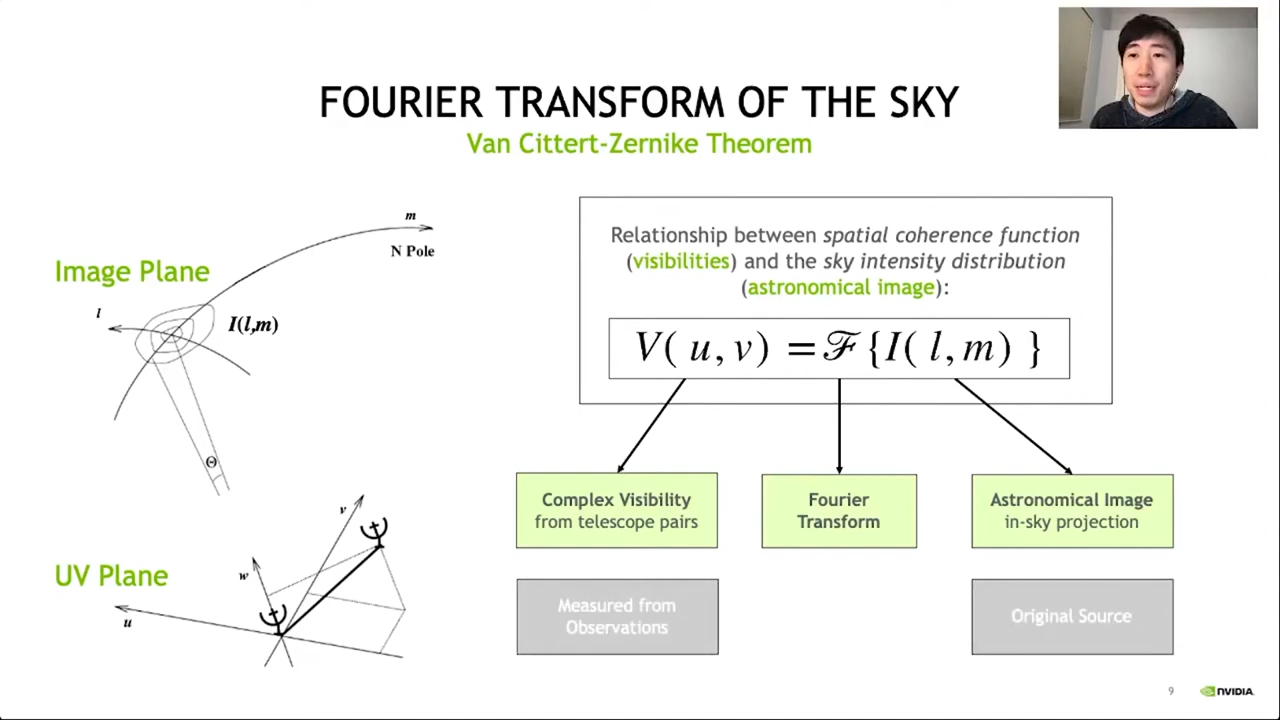 FOURIER TRANSFORM OF THE SKY
Van Cittert-Zernike Theorem
Image Plane
m
N Pole
l
I(l,m)
Θ
UV Plane
v
w
u
Relationship between spatial coherence function
(visibilities) and the sky intensity distribution
(astronomical image):
V( u,v) = ℱ{I( l,m) }
Complex Visibility
from telescope pairs
Fourier
Transform
Astronomical Image
in-sky projection
Measured from
Observations
Original Source
9
NVIDIA.